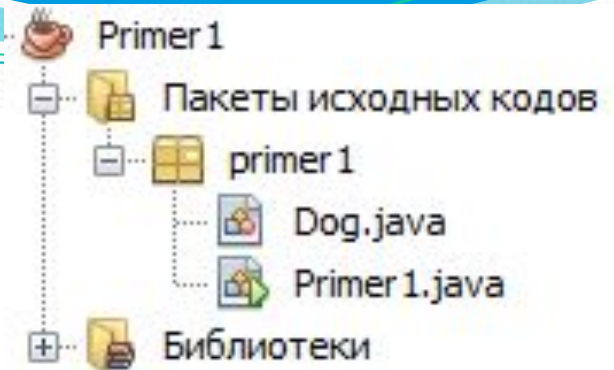 Primer1
Пакеты исходных кодов
primer1
Dog.java
Primer1.java
Библиотеки